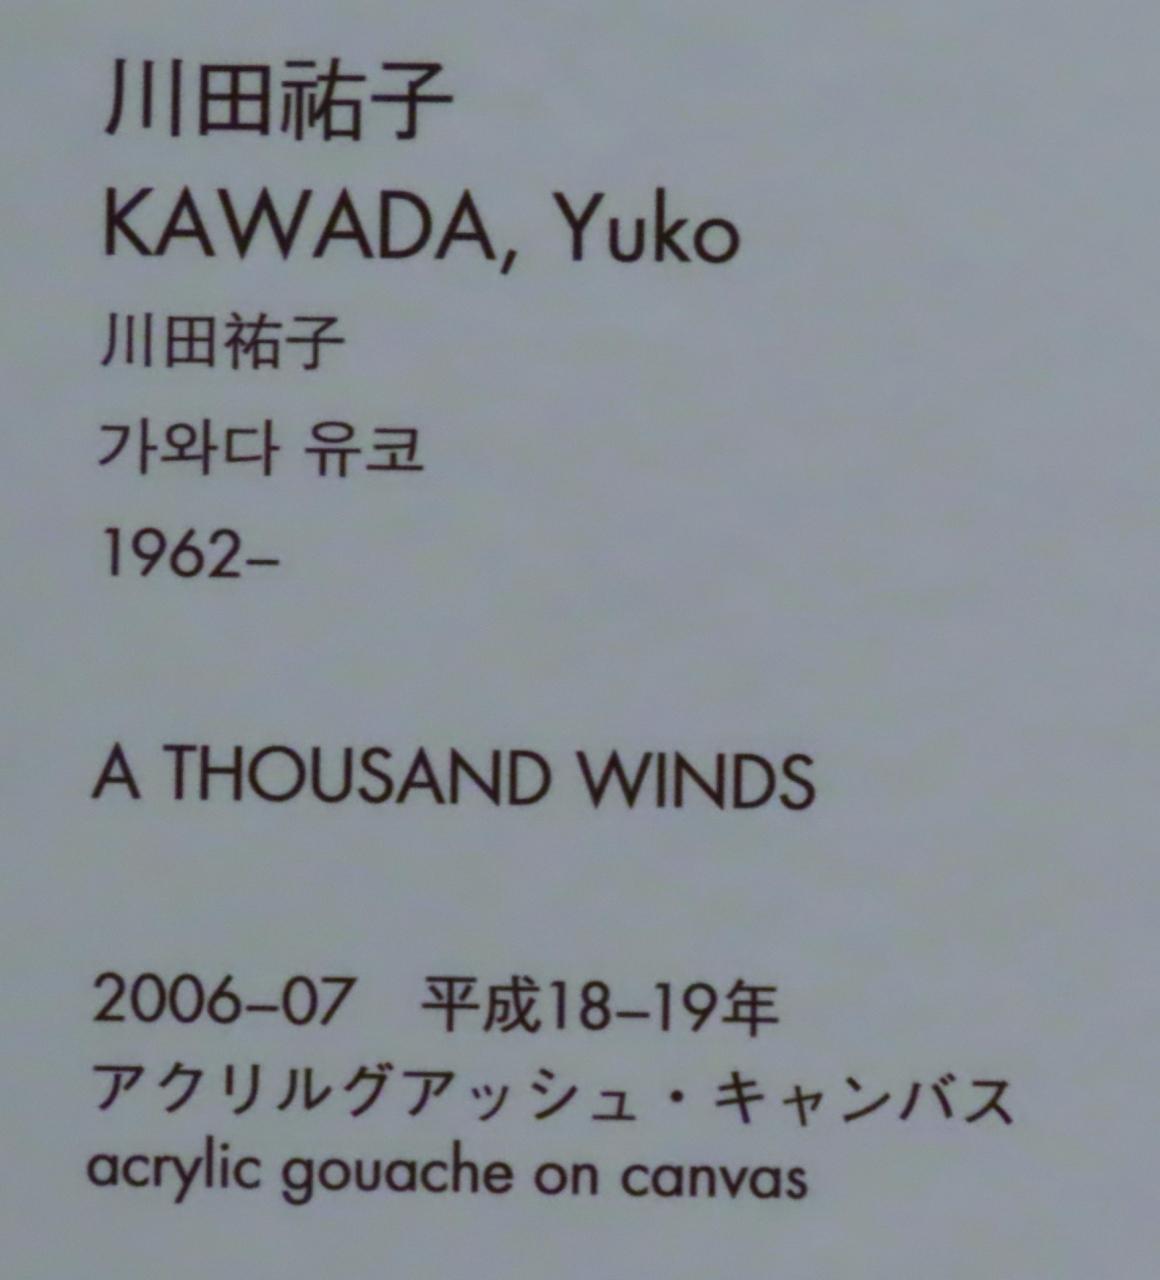 川田祐子
KAWADA, Yuko
川田祐子
가와다 유코
1962–
A THOUSAND WINDS
2006–07　平成18–19年
アクリルグアッシュ・キャンバス
acrylic gouache on canvas